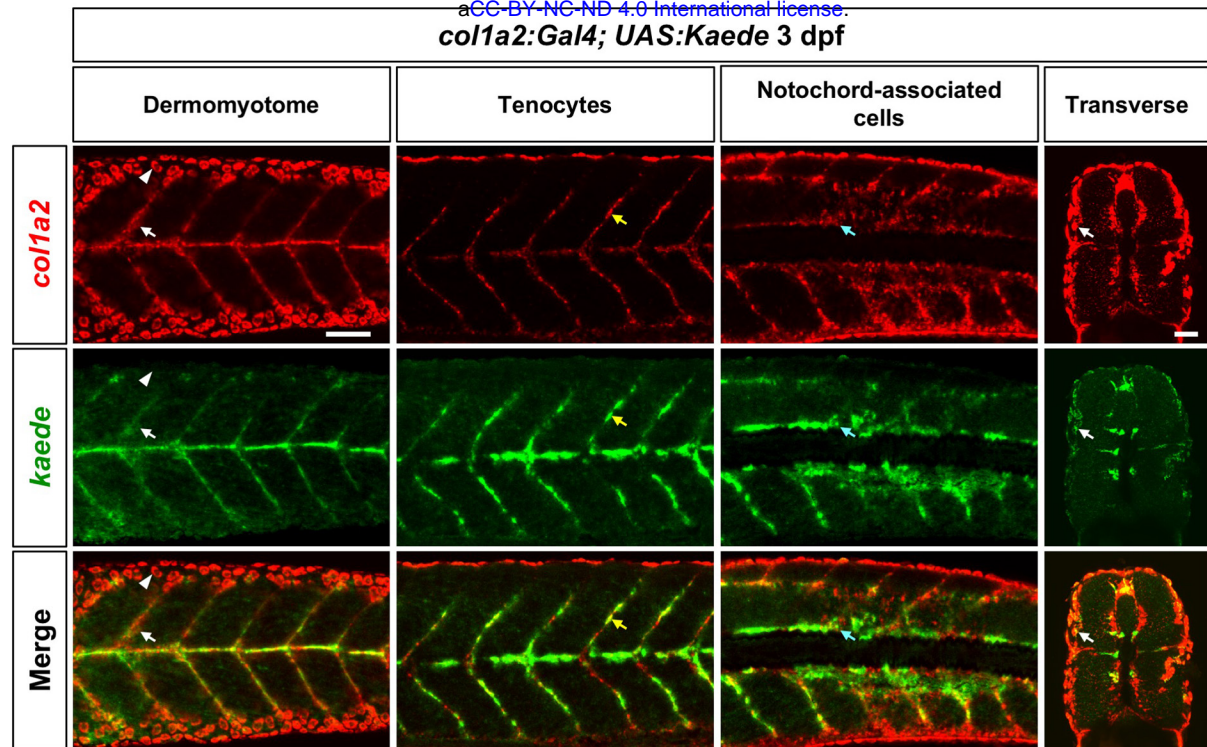 aCC-BY-NC-ND 4.0 International license.
col1a2:Gal4; UAS:Kaede 3 dpf
Dermomyotome
Tenocytes
Notochord-associated
cells
Transverse
col1a2
kaede
Merge